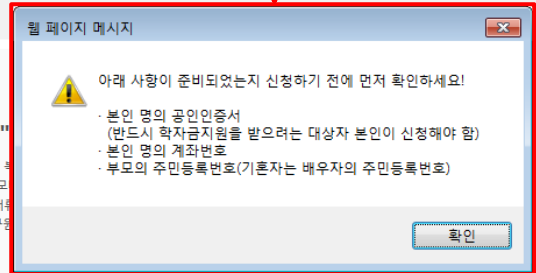 웹 페이지 메시지
아래 사항이 준비되었는지 신청하기 전에 먼저 확인하세요!
· 본인 명의 공인인증서
(반드시 학자금지원을 받으려는 대상자 본인이 신청해야 함)
· 본인 명의 계좌번호
· 부모의 주민등록번호(기혼자는 배우자의 주민등록번호)
확인